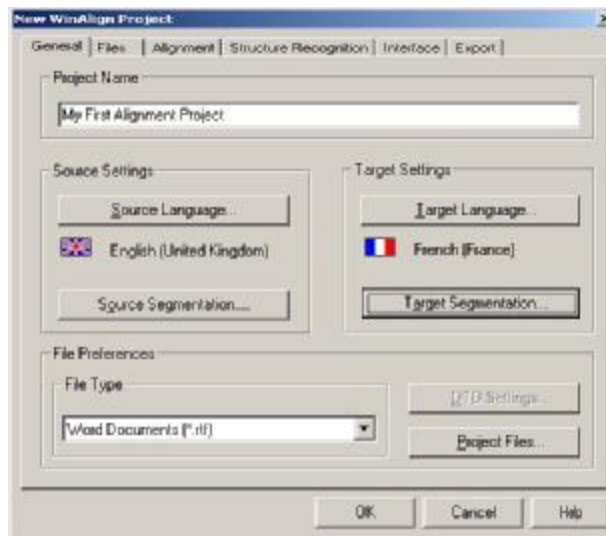 New WinAlign Project
General Files Alignment Structure Recognition Interface Export
Project Name
My First Alignment Project
Source Settings
Source Language...
English (United Kingdom)
Source Segmentation....
Target Settings
Target Language...
French (France)
Target Segmentation...
File Preferences
File Type
Word Documents (*.rtf)
DTD Settings...
Project Files...
OK Cancel Help